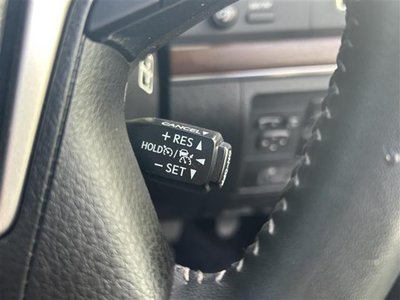 CANCEL▼
+ RES ▲
HOLD / ◀
− SET ▼